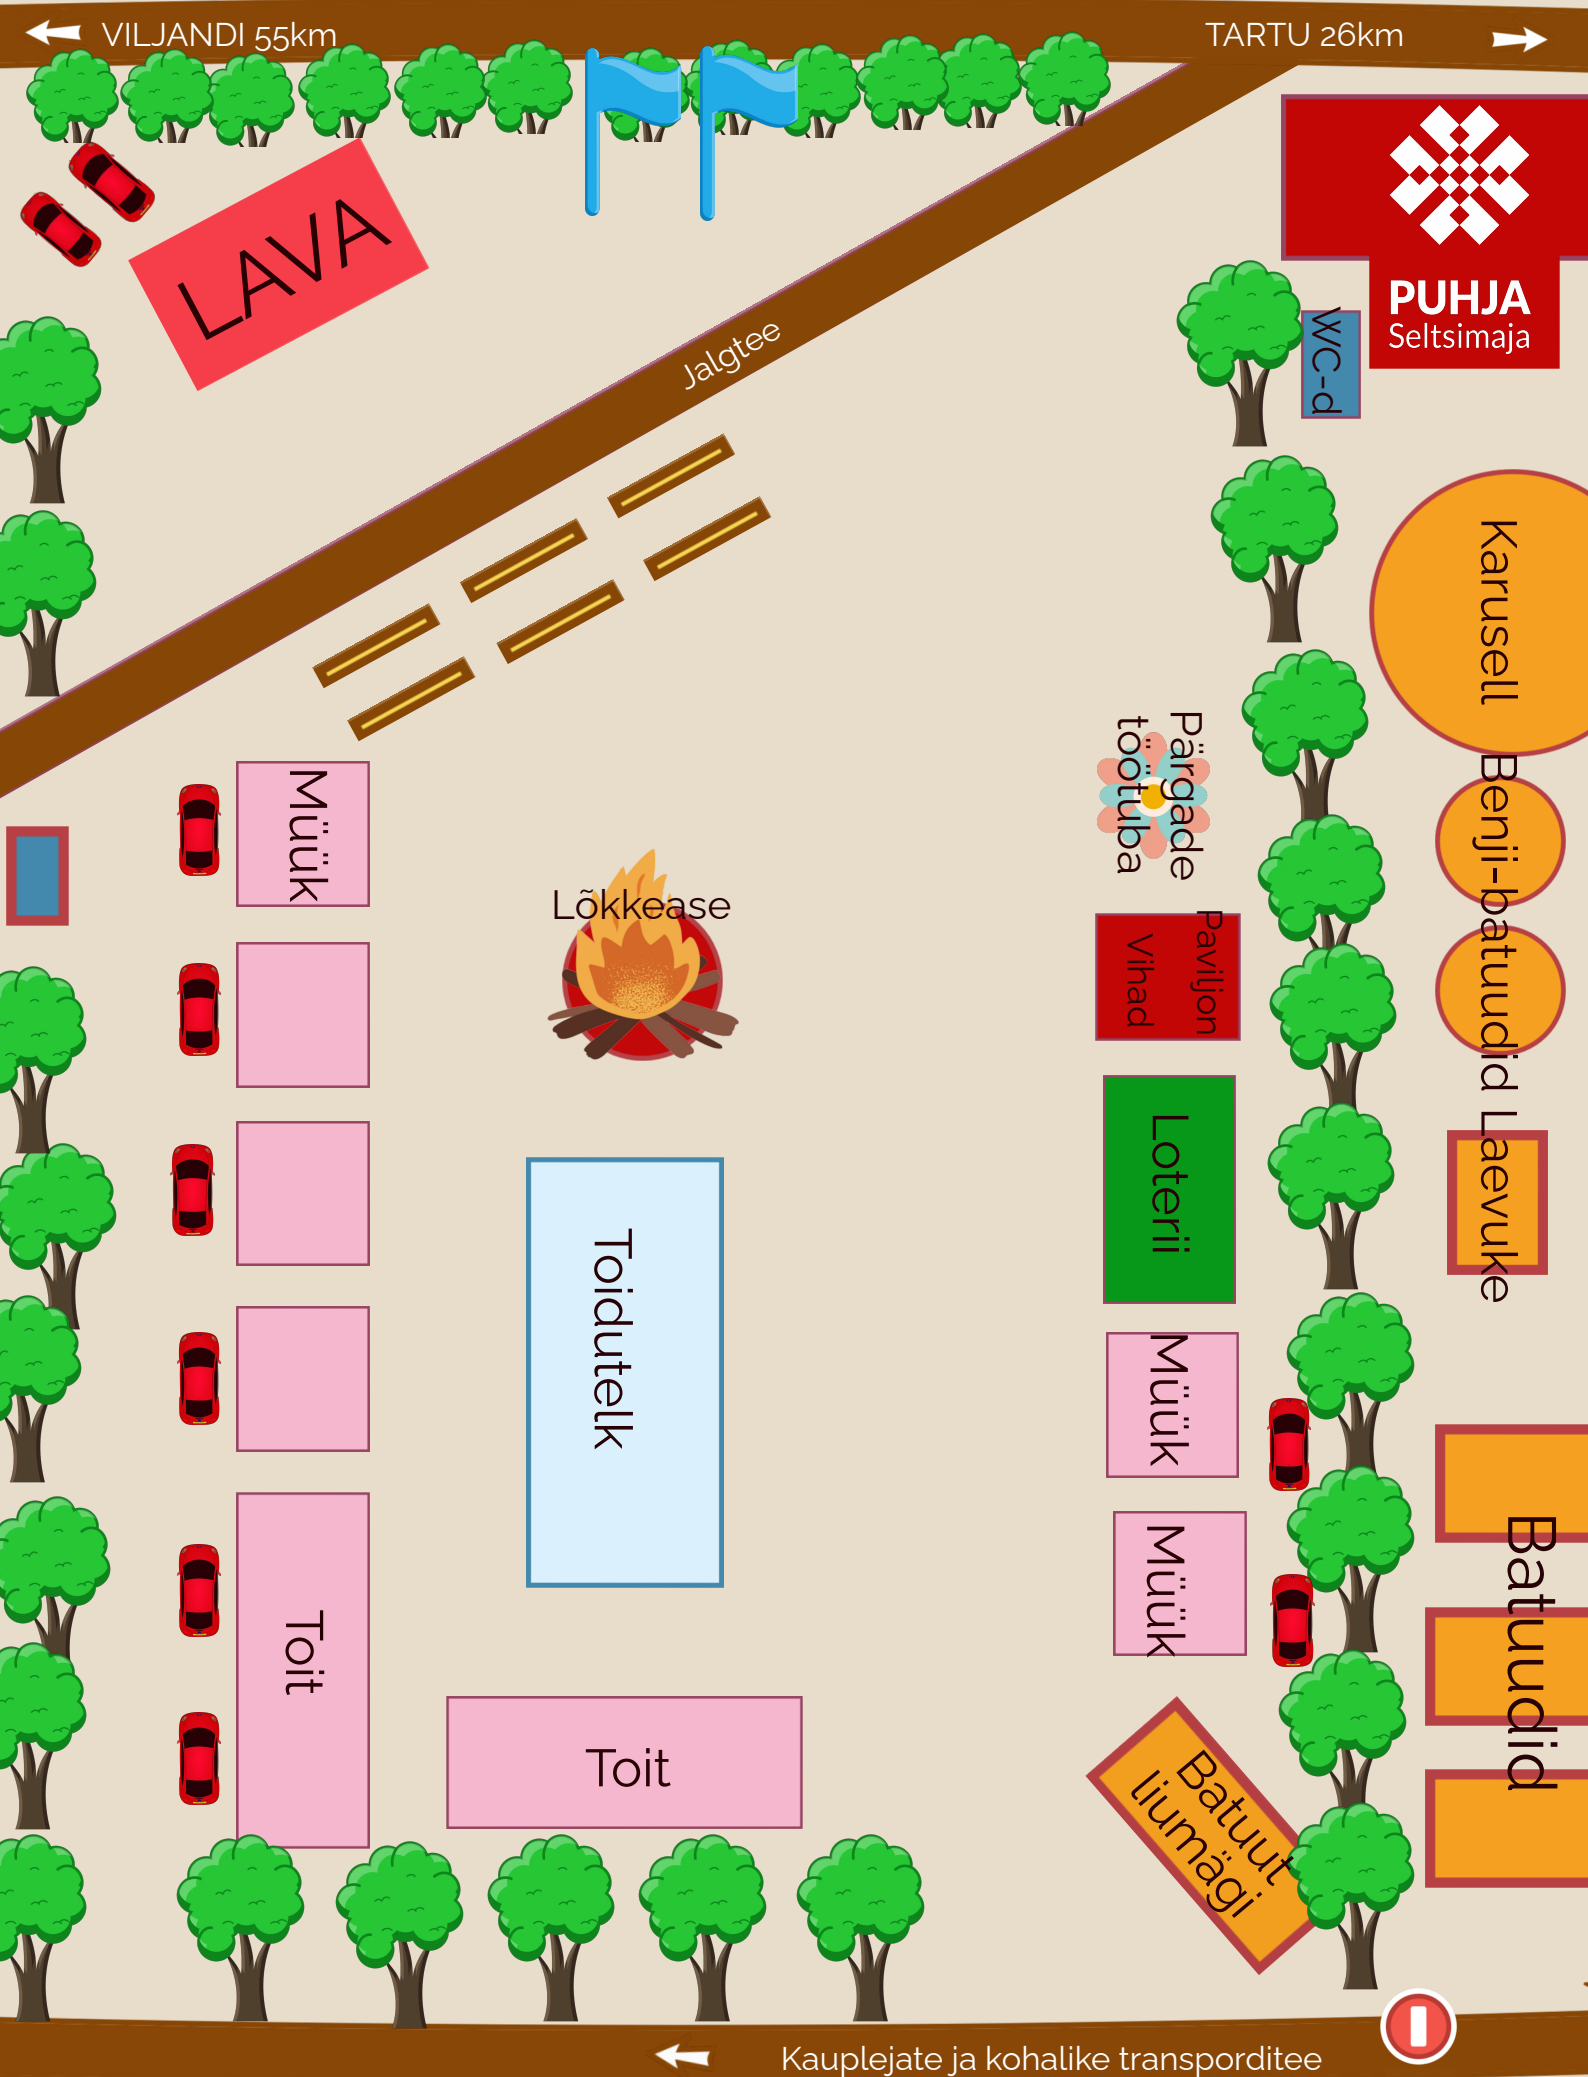 VILJANDI 55km
TARTU 26km
LAVA
PUHJA
Seltsimaja
WC-d
Jalgtee
Karusell
Pärgade
töötuba
Müük
Benji-batuudid
Lõkkease
Paviljon
Vihad
Loterii
Laevuke
Toidutelk
Müük
Müük
Batuudid
Toit
Toit
Batuut
liumägi
Kauplejate ja kohalike transporditee